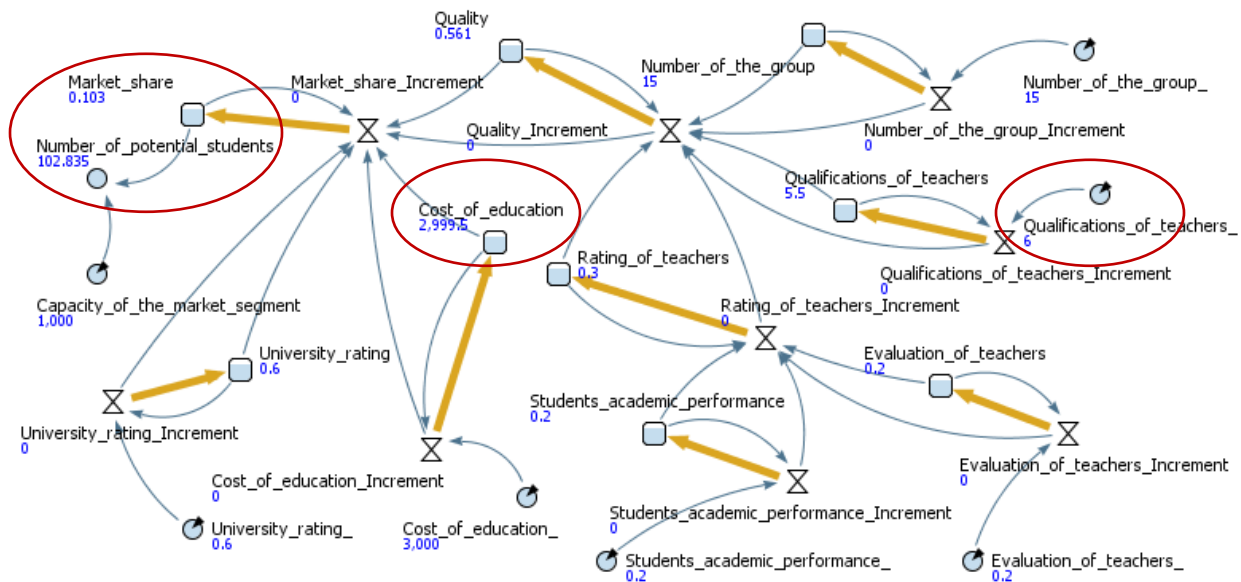 Quality
0.561
Market_share
0.103
Market_share_Increment
0
Number_of_the_group
15
Number_of_the_group_
15
Number_of_potential_students
102.835
Quality_Increment
0
Number_of_the_group_Increment
0
Qualifications_of_teachers
5.5
Cost_of_education
2,999.5
Qualifications_of_teachers_
6
Rating_of_teachers
0.3
Qualifications_of_teachers_Increment
0
Capacity_of_the_market_segment
1,000
Rating_of_teachers_Increment
0
University_rating
0.6
Evaluation_of_teachers
0.2
Students_academic_performance
0.2
University_rating_Increment
0
Evaluation_of_teachers_Increment
0
Cost_of_education_Increment
0
Students_academic_performance_Increment
0
University_rating_
0.6
Cost_of_education_
3,000
Students_academic_performance_
0.2
Evaluation_of_teachers_
0.2